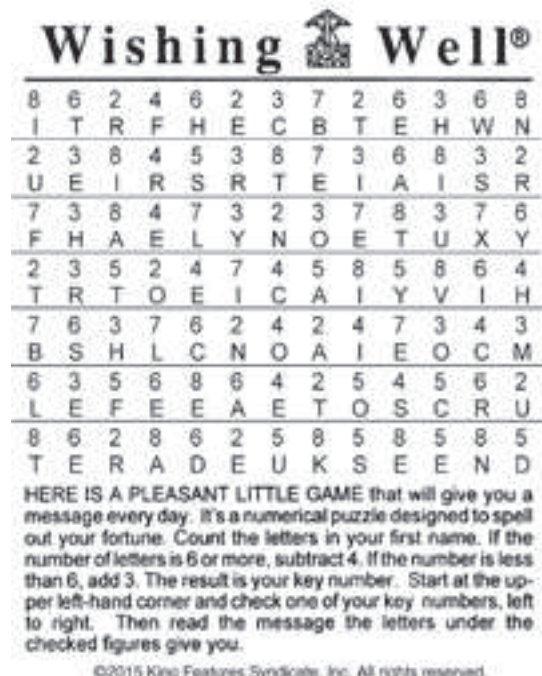 Wishing Well®
8 6 2 4 6 2 3 7 2 6 3 6 8
I T R F H E C B T E H W N
2 3 8 4 5 3 8 7 3 6 8 3 2
U E I R S R T E I A I S R
7 3 8 4 7 3 2 3 7 8 3 7 6
F H A E L Y N O E T U X Y
2 3 5 2 4 7 4 5 8 5 8 6 4
T R T O E I C A I Y V I H
7 6 3 7 6 2 4 2 4 7 3 4 3
B S H L C N O A I E O C M
6 3 5 6 8 6 4 2 5 4 5 6 2
L E F E E A E T O S C R U
8 6 2 8 6 2 5 8 5 8 5 8 5
T E R A D E U K S E E N D
HERE IS A PLEASANT LITTLE GAME that will give you a
message every day. It's a numerical puzzle designed to spell
out your fortune. Count the letters in your first name. If the
number of letters is 6 or more, subtract 4. If the number is less
than 6, add 3. The result is your key number. Start at the up-
per left-hand corner and check one of your key numbers, left
to right. Then read the message the letters under the
checked figures give you.
©2015 King Features Syndicate, Inc. All rights reserved.